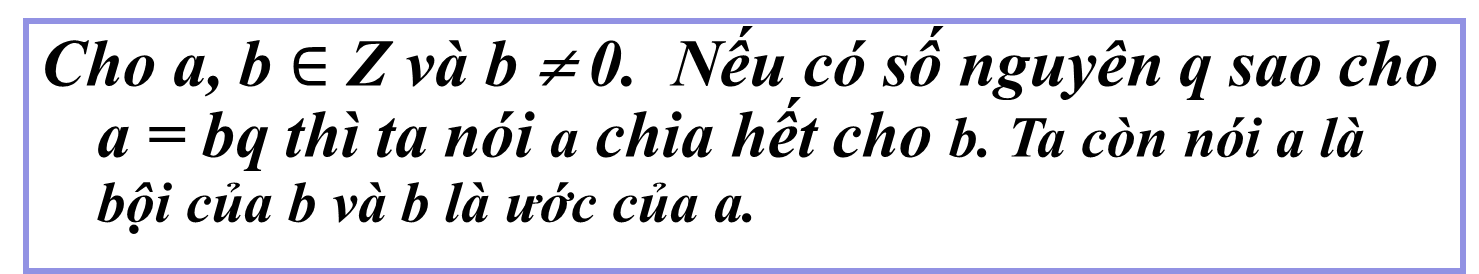 Cho a, b ∈ Z và b ≠ 0. Nếu có số nguyên q sao cho
a = bq thì ta nói a chia hết cho b. Ta còn nói a là
bội của b và b là ước của a.